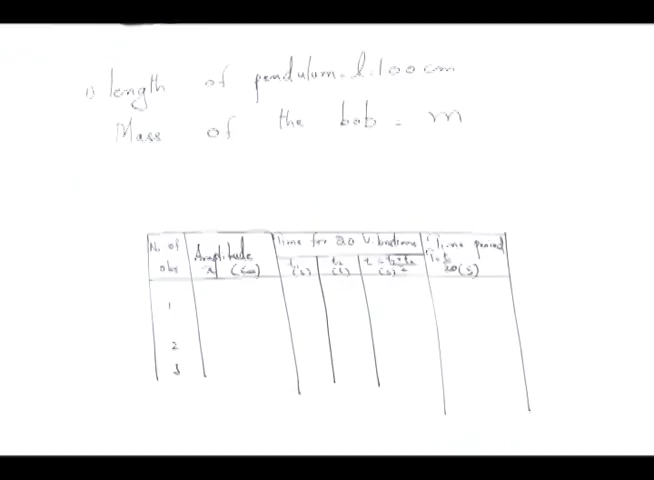 1) length of pendulum = l. 100 cm
Mass of the bob = m
No. of obs
Amplitude x (cm)
Time for 20 Vibrations
t₁ (s)
t₂ (s)
t = t₁+t₂/2 (s)
Time period T = t/20 (s)
1
2
3